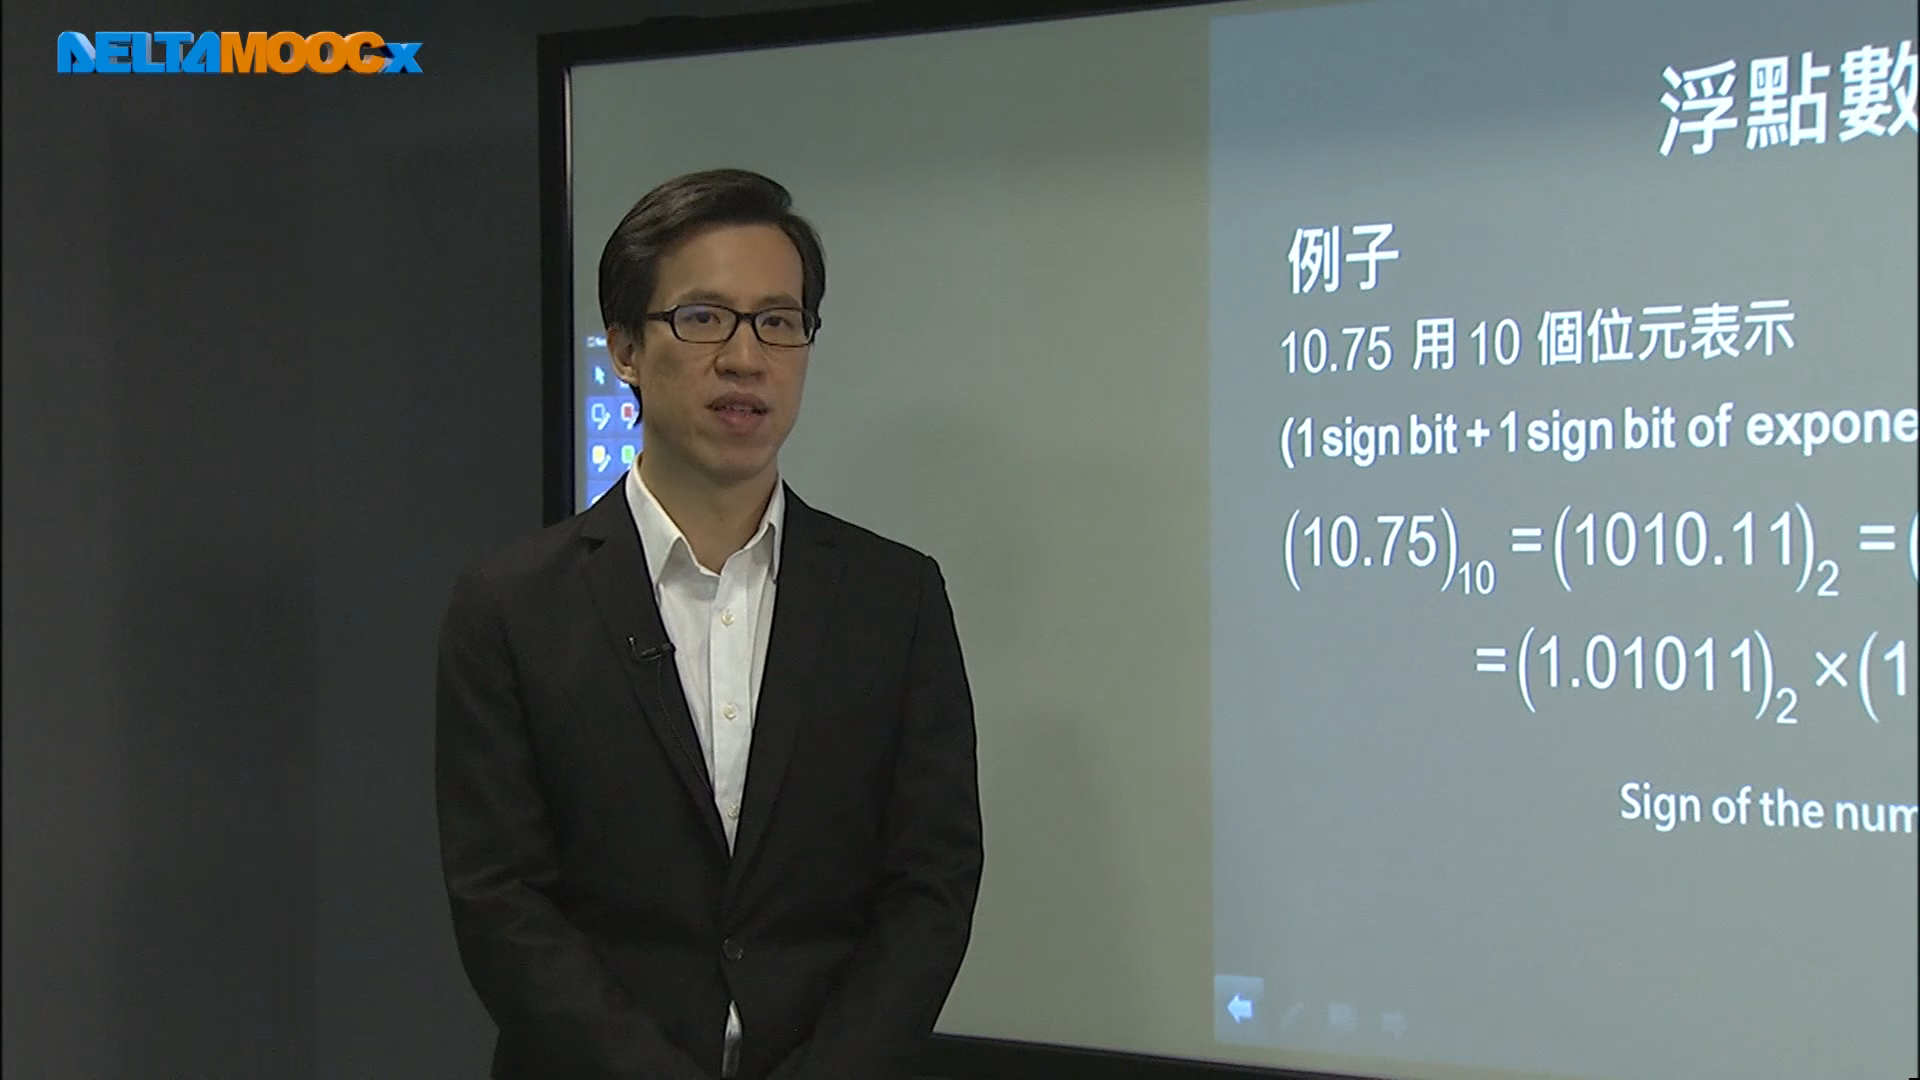 DELTAMOOCx
浮點數
例子
10.75 用 10 個位元表示
(1 sign bit + 1 sign bit of expone
(10.75)₁₀ = (1010.11)₂ = (
= (1.01011)₂ × (1
Sign of the num